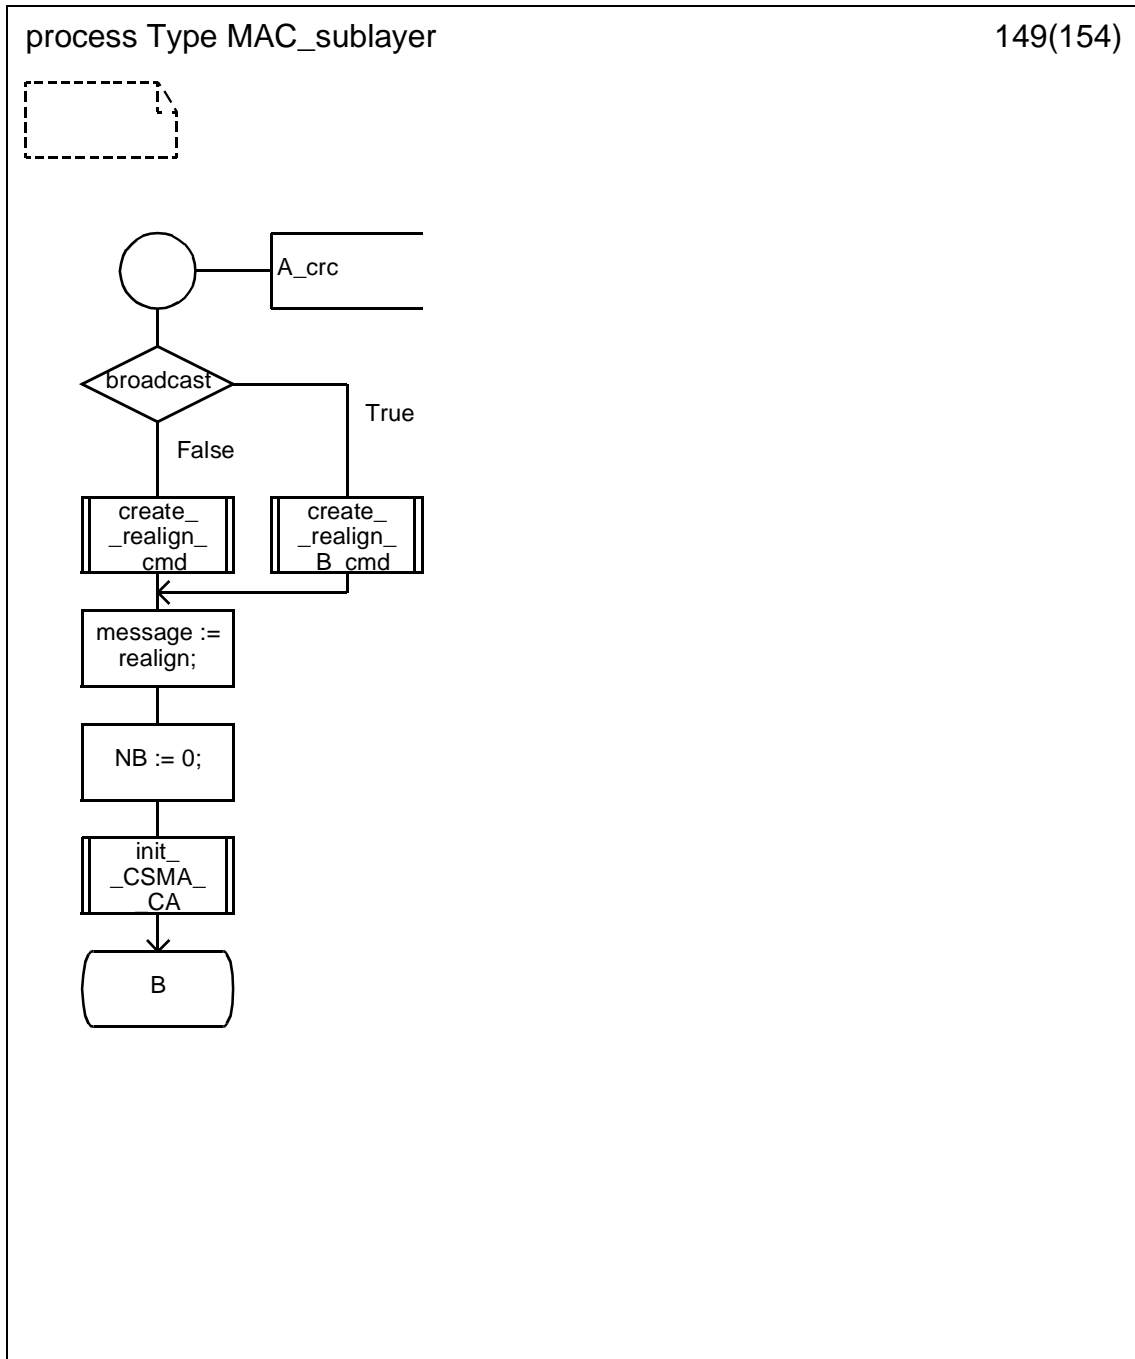 process Type MAC_sublayer
149(154)
A_crc
broadcast
True
False
create_
_realign_
_cmd
create_
_realign_
B_cmd
message :=
realign;
NB := 0;
init_
_CSMA_
_CA
B